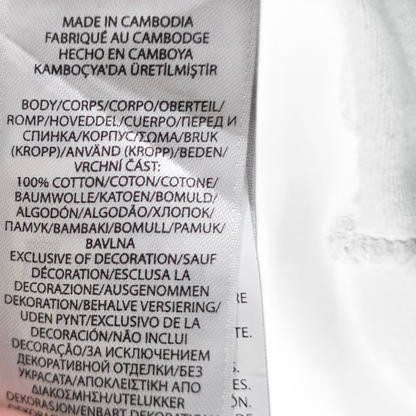 MADE IN CAMBODIA
FABRIQUÉ AU CAMBODGE
HECHO EN CAMBOYA
KAMBOÇYA'DA ÜRETİLMİŞTİR
BODY/CORPS/CORPO/OBERTEIL/
ROMP/HOVEDDEL/CUERPO/ПЕРЕД И
СПИНКА/КОРПУС/ΣΩΜΑ/BRUK
(KROPP)/ANVÄND (KROPP)/BEDEN/
VRCHNÍ ČÁST:
100% COTTON/COTON/COTONE/
BAUMWOLLE/KATOEN/BOMULD/
ALGODÓN/ALGODÃO/ХЛОПОК/
ПАМУК/ΒΑΜΒΑΚΙ/BOMULL/PAMUK/
BAVLNA
EXCLUSIVE OF DECORATION/SAUF
DÉCORATION/ESCLUSA LA
DECORAZIONE/AUSGENOMMEN
DEKORATION/BEHALVE VERSIERING/
UDEN PYNT/EXCLUSIVO DE LA
DECORACIÓN/NÃO INCLUI
DECORAÇÃO/ЗА ИСКЛЮЧЕНИЕМ
ДЕКОРАТИВНОЙ ОТДЕЛКИ/БЕЗ
УКРАСАТА/ΑΠΟΚΛΕΙΣΤΙΚΗ ΑΠΟ
ΔΙΑΚΟΣΜΗΣΗ/UTELUKKER
DEKORASJON/ENBART DEKORATION